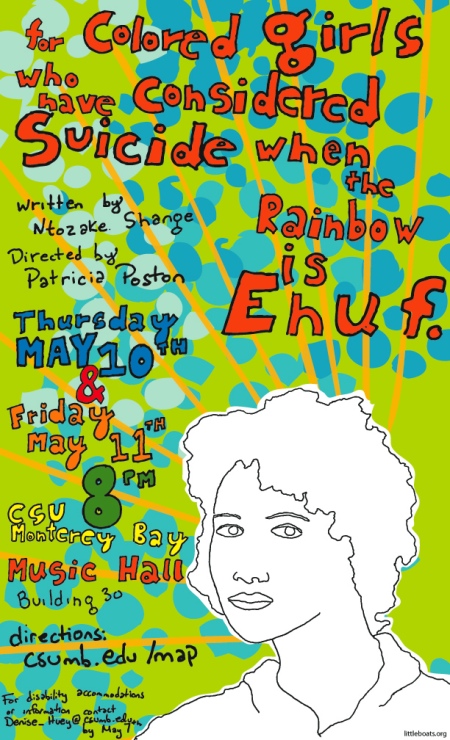 for Colored girls
who
have Considered
Suicide when
the
Rainbow
is
Enuf.
written by
Ntozake Shange
Directed by
Patricia Poston
Thursday
MAY 10TH
&
Friday
May 11TH
8PM
CSU
Monterey Bay
Music Hall
Building 30
directions:
csumb.edu/map
For disability accommodations
or information contact
Denise_Huey@csumb.edu
by May 7
littleboats.org